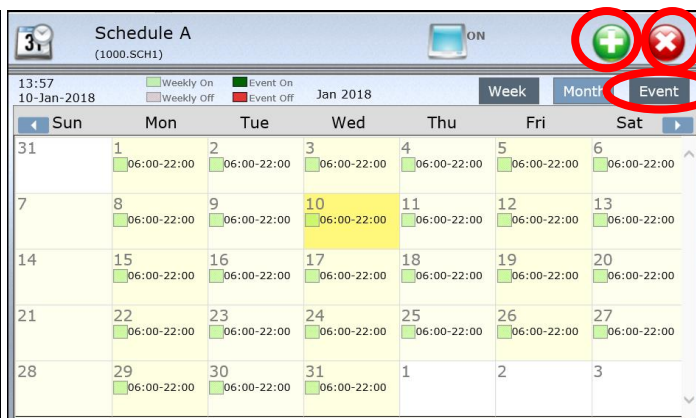 31 Schedule A
(1000.SCH1)
ON
13:57
10-Jan-2018
Weekly On Event On
Weekly Off Event Off
Jan 2018
Week Month Event
Sun Mon Tue Wed Thu Fri Sat
31 1 2 3 4 5 6
06:00-22:00 06:00-22:00 06:00-22:00 06:00-22:00 06:00-22:00 06:00-22:00
7 8 9 10 11 12 13
06:00-22:00 06:00-22:00 06:00-22:00 06:00-22:00 06:00-22:00 06:00-22:00
14 15 16 17 18 19 20
06:00-22:00 06:00-22:00 06:00-22:00 06:00-22:00 06:00-22:00 06:00-22:00
21 22 23 24 25 26 27
06:00-22:00 06:00-22:00 06:00-22:00 06:00-22:00 06:00-22:00 06:00-22:00
28 29 30 31 1 2 3
06:00-22:00 06:00-22:00 06:00-22:00